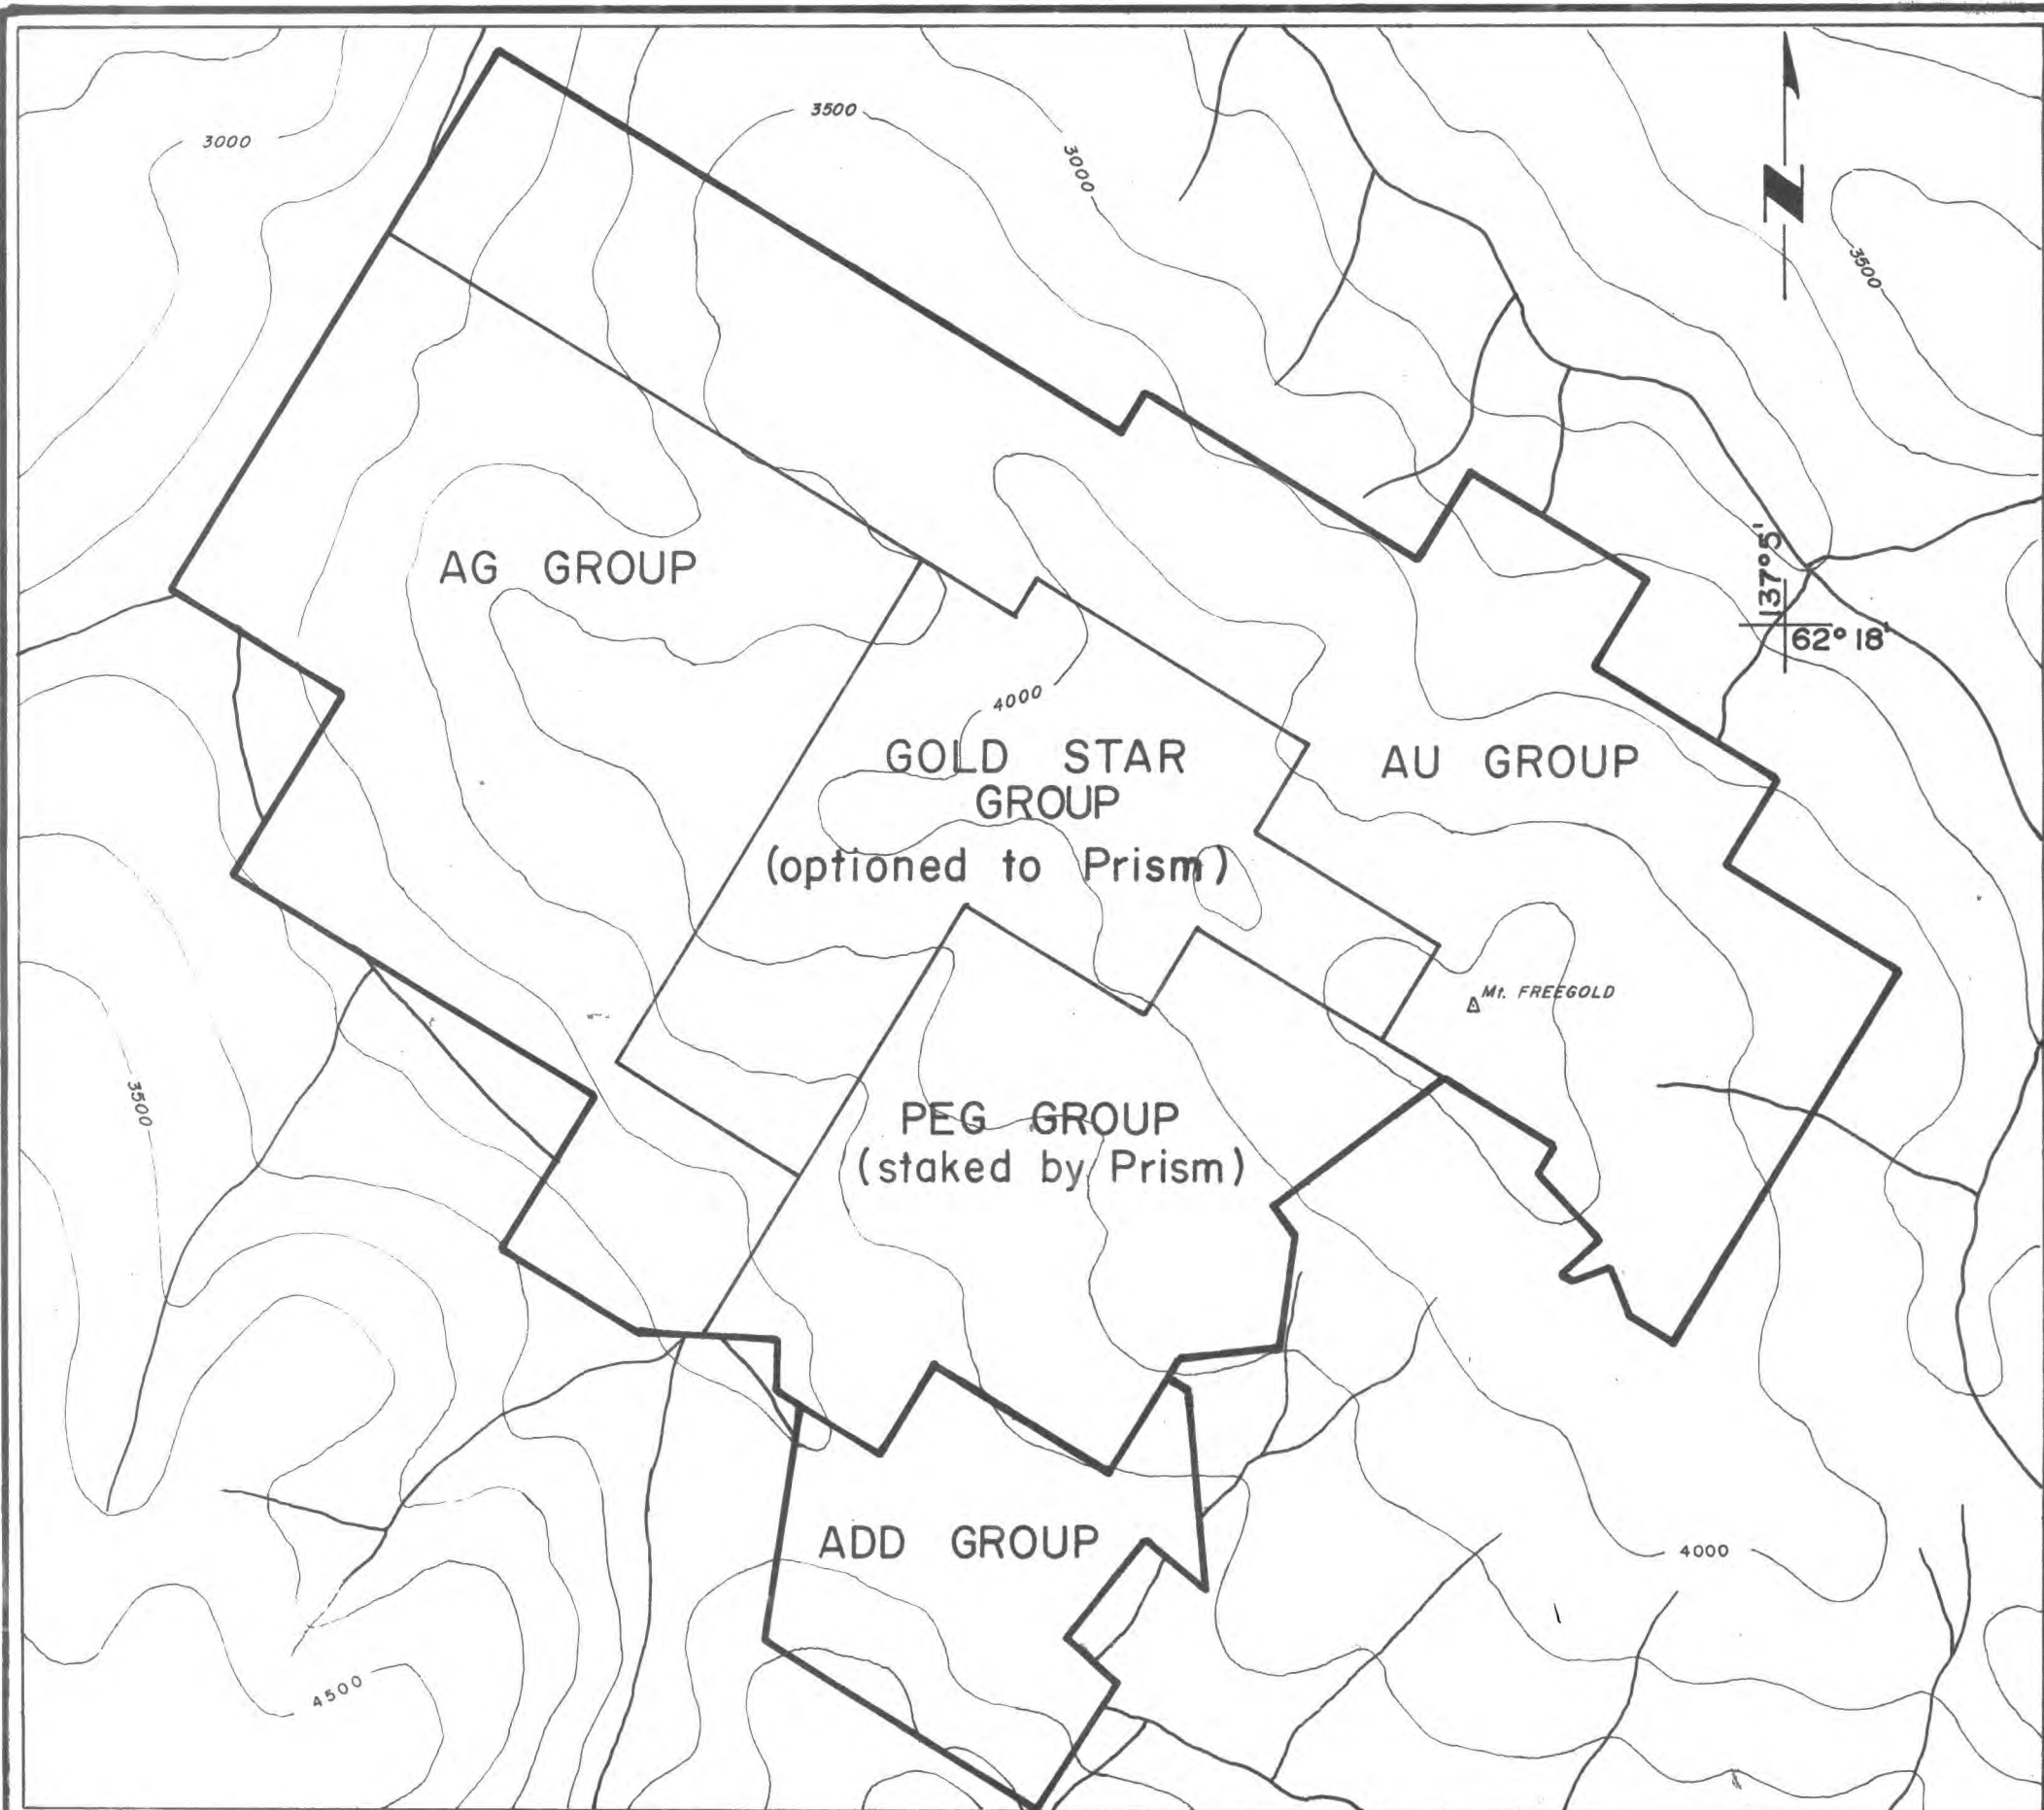 3500
3000
3000
N
3500
AG GROUP
137°5'
62° 18'
4000
GOLD STAR
GROUP
(optioned to Prism)
AU GROUP
Mt. FREEGOLD
3500
PEG GROUP
(staked by Prism)
ADD GROUP
4000
4500